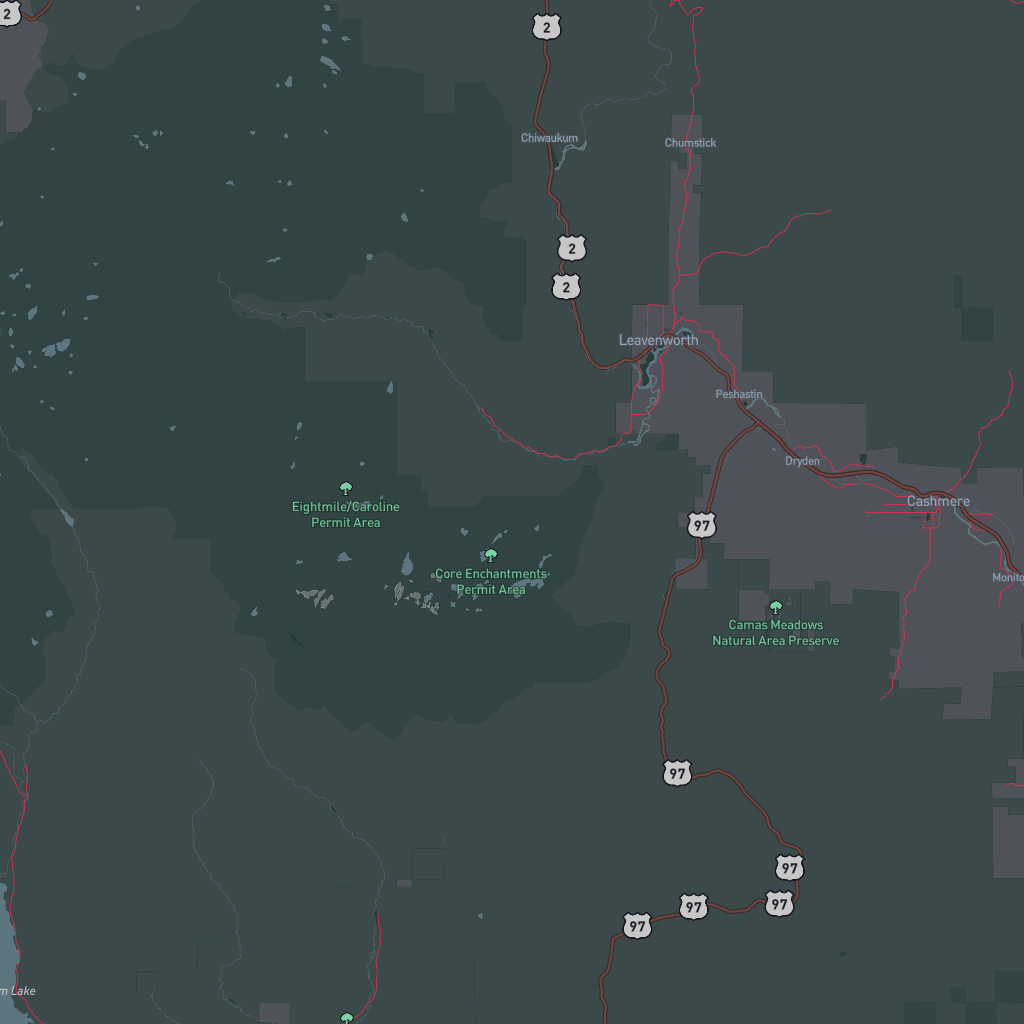 2
2
Chiwaukum
Chumstick
2
2
Leavenworth
Peshastin
Dryden
Eightmile/Caroline
Permit Area
Cashmere
97
Core Enchantments
Permit Area
Camas Meadows
Natural Area Preserve
97
97
97
97
97